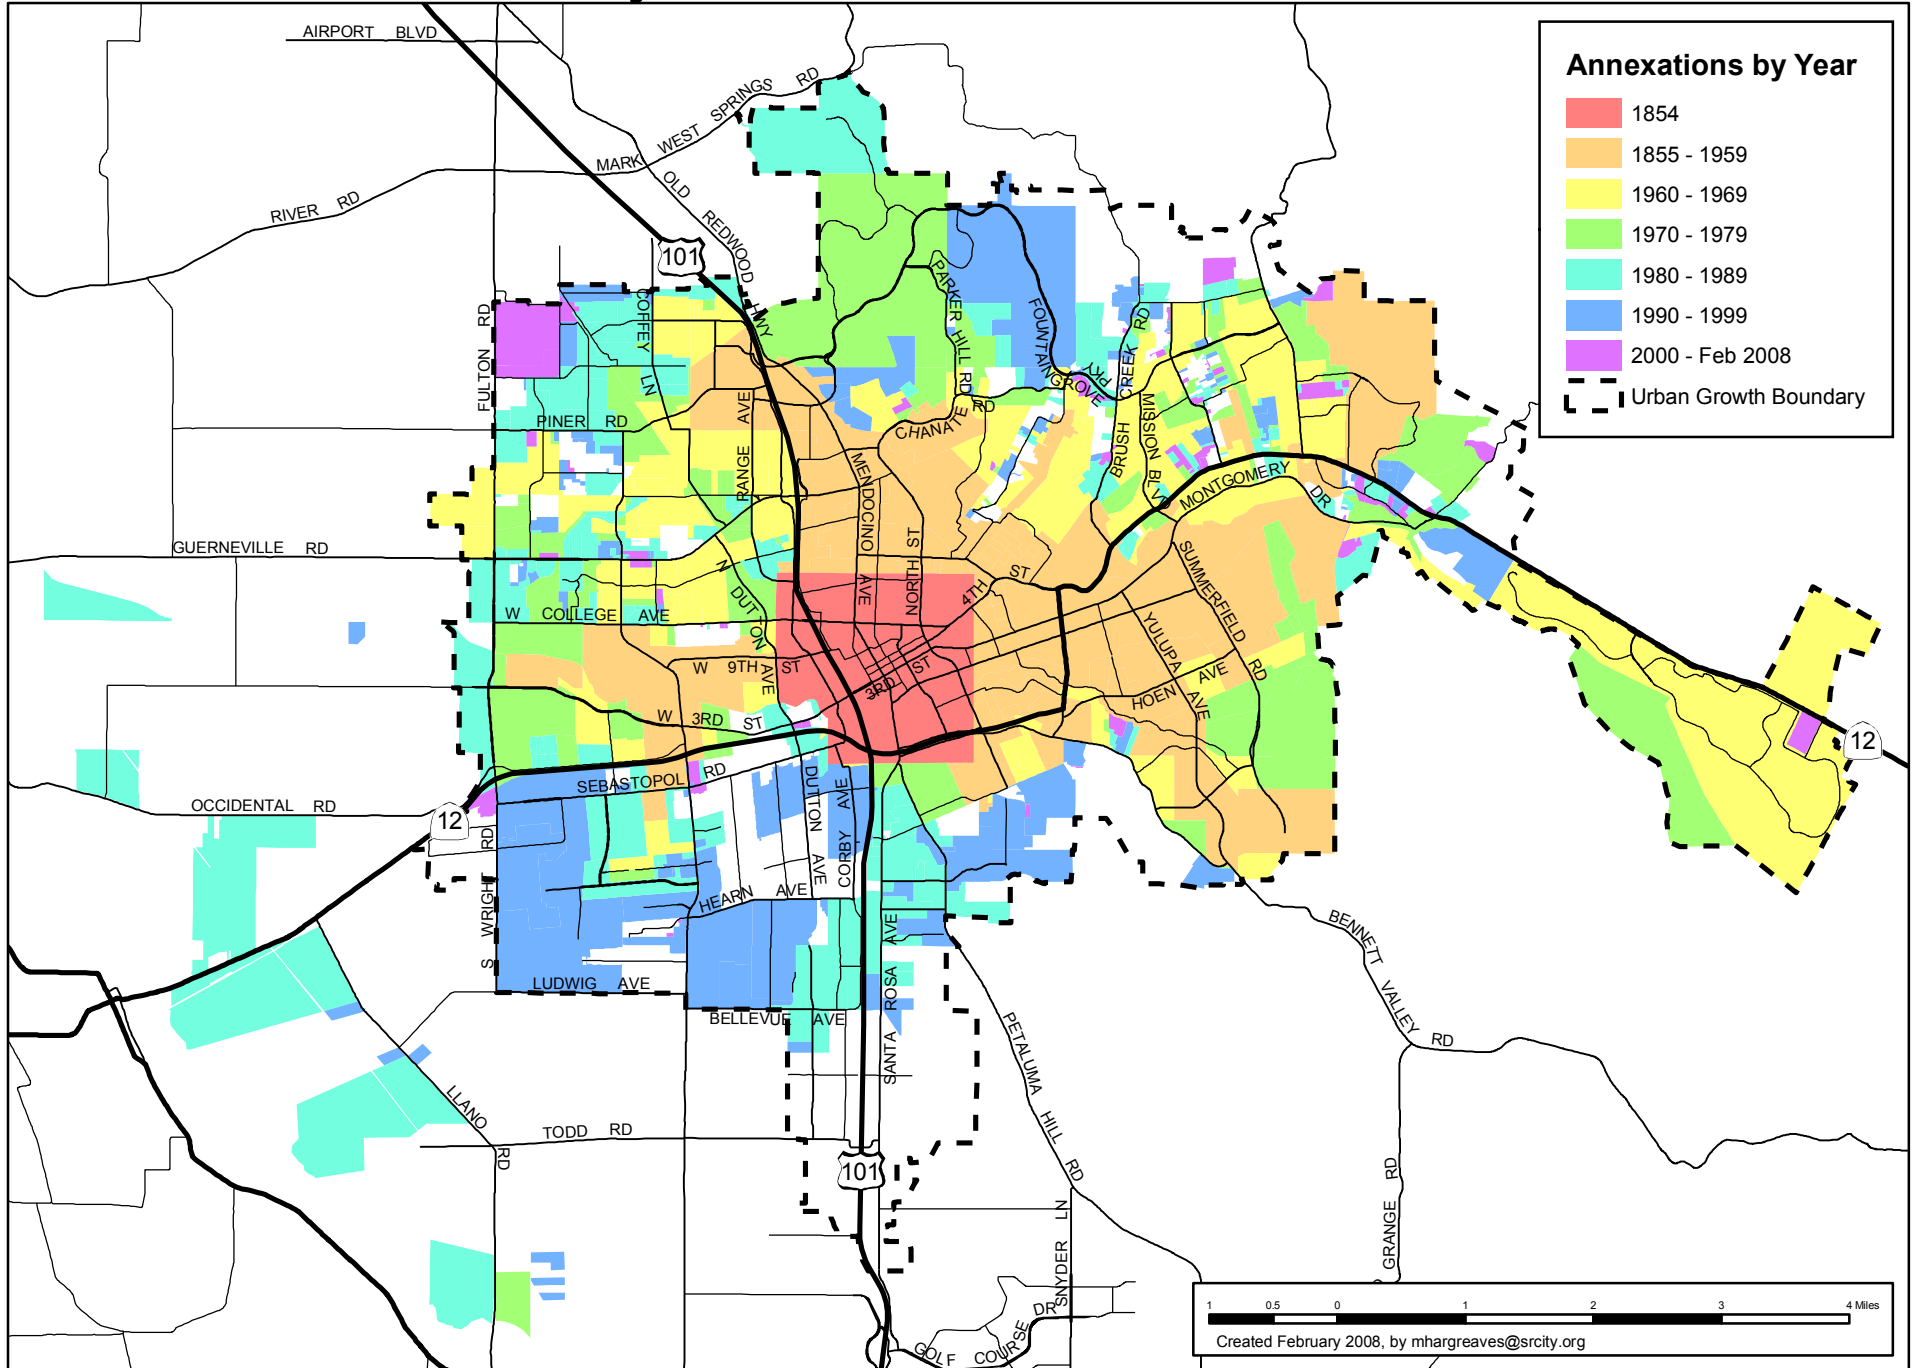 AIRPORT BLVD
MARK WEST SPRINGS RD
RIVER RD
OLD REDWOOD HWY
101
Annexations by Year
1854
1855 - 1959
1960 - 1969
1970 - 1979
1980 - 1989
1990 - 1999
2000 - Feb 2008
Urban Growth Boundary
FULTON RD
COFFEY LN
PARKER HILL RD
FOUNTAINGROVE PKY
BRUSH CREEK RD
MISSION BLVD
PINER RD
RANGE AVE
CHANATE RD
MENDOCINO AVE
NORTH ST
MONTGOMERY DR
GUERNEVILLE RD
N DUTTON AVE
4TH ST
SUMMERFIELD RD
W COLLEGE AVE
YULUPA AVE
W 9TH ST
3RD ST
HOEN AVE
W 3RD ST
12
SEBASTOPOL RD
OCCIDENTAL RD
12
DUTTON AVE
CORBY AVE
S WRIGHT RD
HEARN AVE
LUDWIG AVE
BELLEVUE AVE
SANTA ROSA AVE
BENNETT VALLEY RD
PETALUMA HILL RD
LLANO RD
TODD RD
101
SNYDER LN
GRANGE RD
GOLF COURSE DR
1 0.5 0 1 2 3 4 Miles
Created February 2008, by mhargreaves@srcity.org